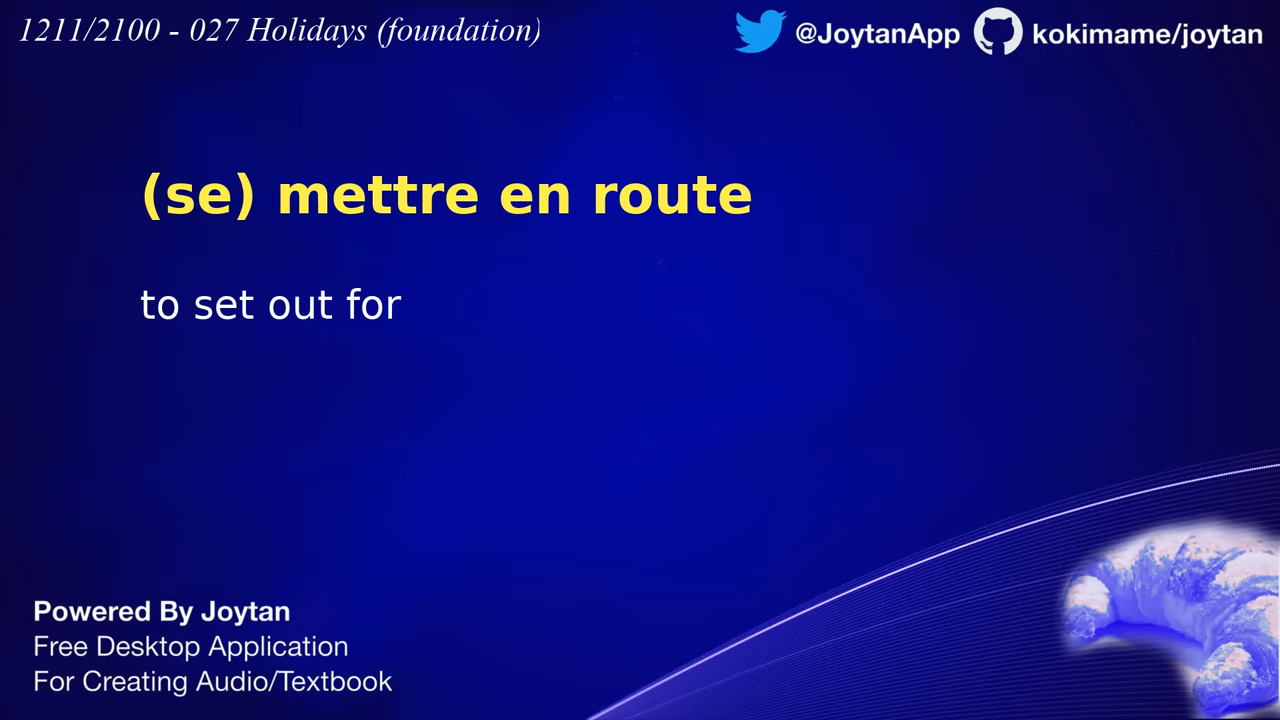 1211/2100 - 027 Holidays (foundation)
@JoytanApp
kokimame/joytan
(se) mettre en route
to set out for
Powered By Joytan
Free Desktop Application
For Creating Audio/Textbook